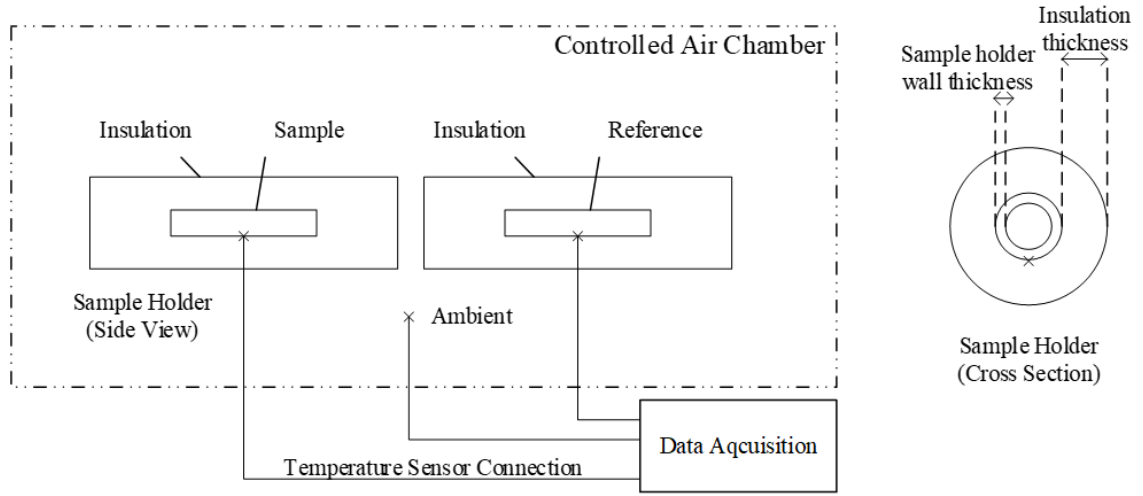 Controlled Air Chamber
Insulation
Sample
Insulation
Reference
Sample Holder
(Side View)
Ambient
Temperature Sensor Connection
Data Aqcuisition
Insulation
thickness
Sample holder
wall thickness
Sample Holder
(Cross Section)